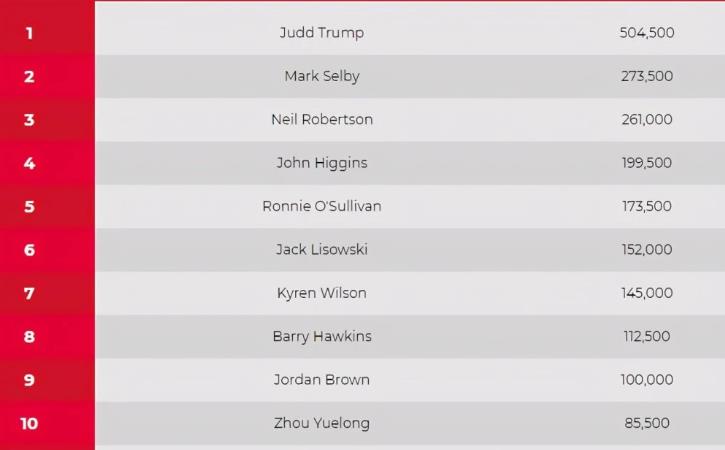 1 Judd Trump 504,500
2 Mark Selby 273,500
3 Neil Robertson 261,000
4 John Higgins 199,500
5 Ronnie O'Sullivan 173,500
6 Jack Lisowski 152,000
7 Kyren Wilson 145,000
8 Barry Hawkins 112,500
9 Jordan Brown 100,000
10 Zhou Yuelong 85,500